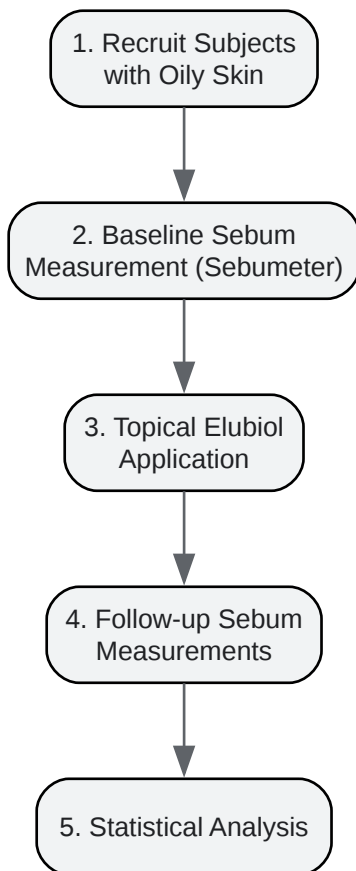 1. Recruit Subjects
with Oily Skin
2. Baseline Sebum
Measurement (Sebumeter)
3. Topical Elubiol
Application
4. Follow-up Sebum
Measurements
5. Statistical Analysis